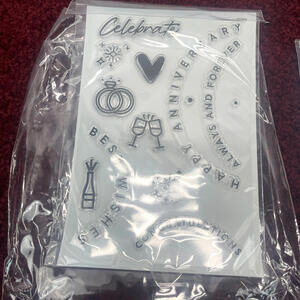 Celebrate
HAPPY ANNIVERSARY
ALWAYS AND FOREVER
BEST WISHES
CONGRATULATIONS